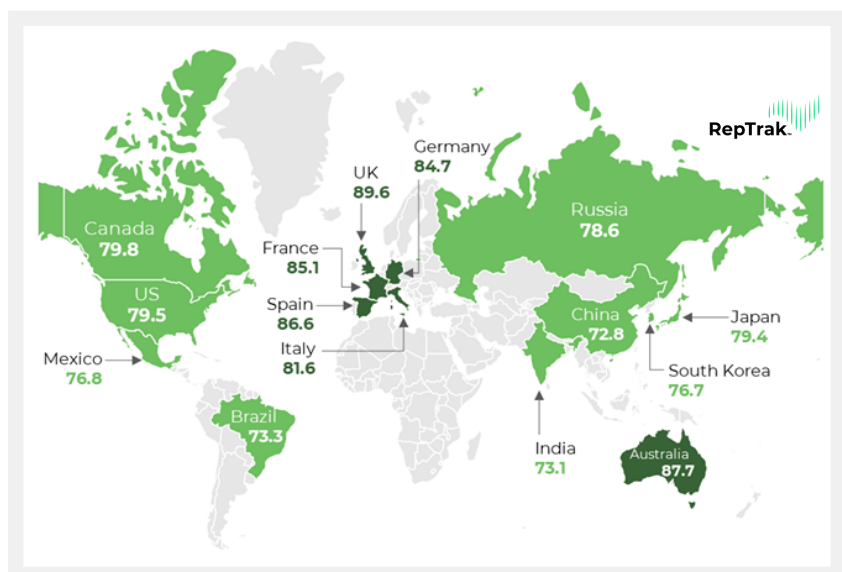 RepTrak
Germany
84.7
UK
89.6
Canada
79.8
Russia
78.6
France
85.1
US
79.5
Spain
86.6
China
72.8
Japan
79.4
Italy
81.6
Mexico
76.8
South Korea
76.7
Brazil
73.3
India
73.1
Australia
87.7